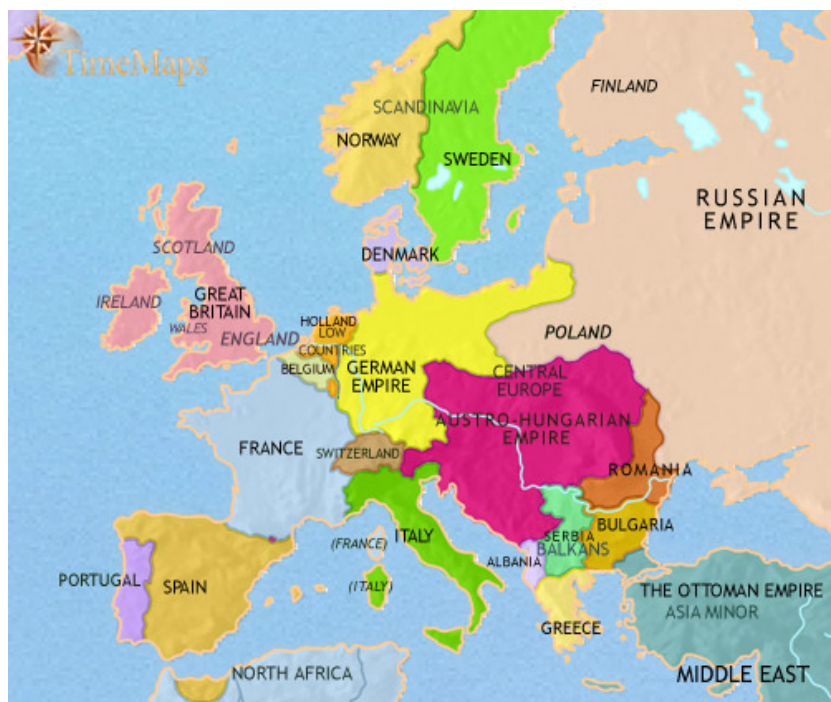 TimeMaps
FINLAND
SCANDINAVIA
NORWAY
SWEDEN
RUSSIAN
EMPIRE
SCOTLAND
DENMARK
IRELAND
GREAT
BRITAIN
WALES
ENGLAND
HOLLAND
LOW
COUNTRIES
BELGIUM
GERMAN
EMPIRE
POLAND
CENTRAL
EUROPE
AUSTRO-HUNGARIAN
EMPIRE
FRANCE
SWITZERLAND
ROMANIA
(FRANCE)
ITALY
SERBIA
BALKANS
BULGARIA
ALBANIA
PORTUGAL
SPAIN
(ITALY)
THE OTTOMAN EMPIRE
ASIA MINOR
GREECE
NORTH AFRICA
MIDDLE EAST